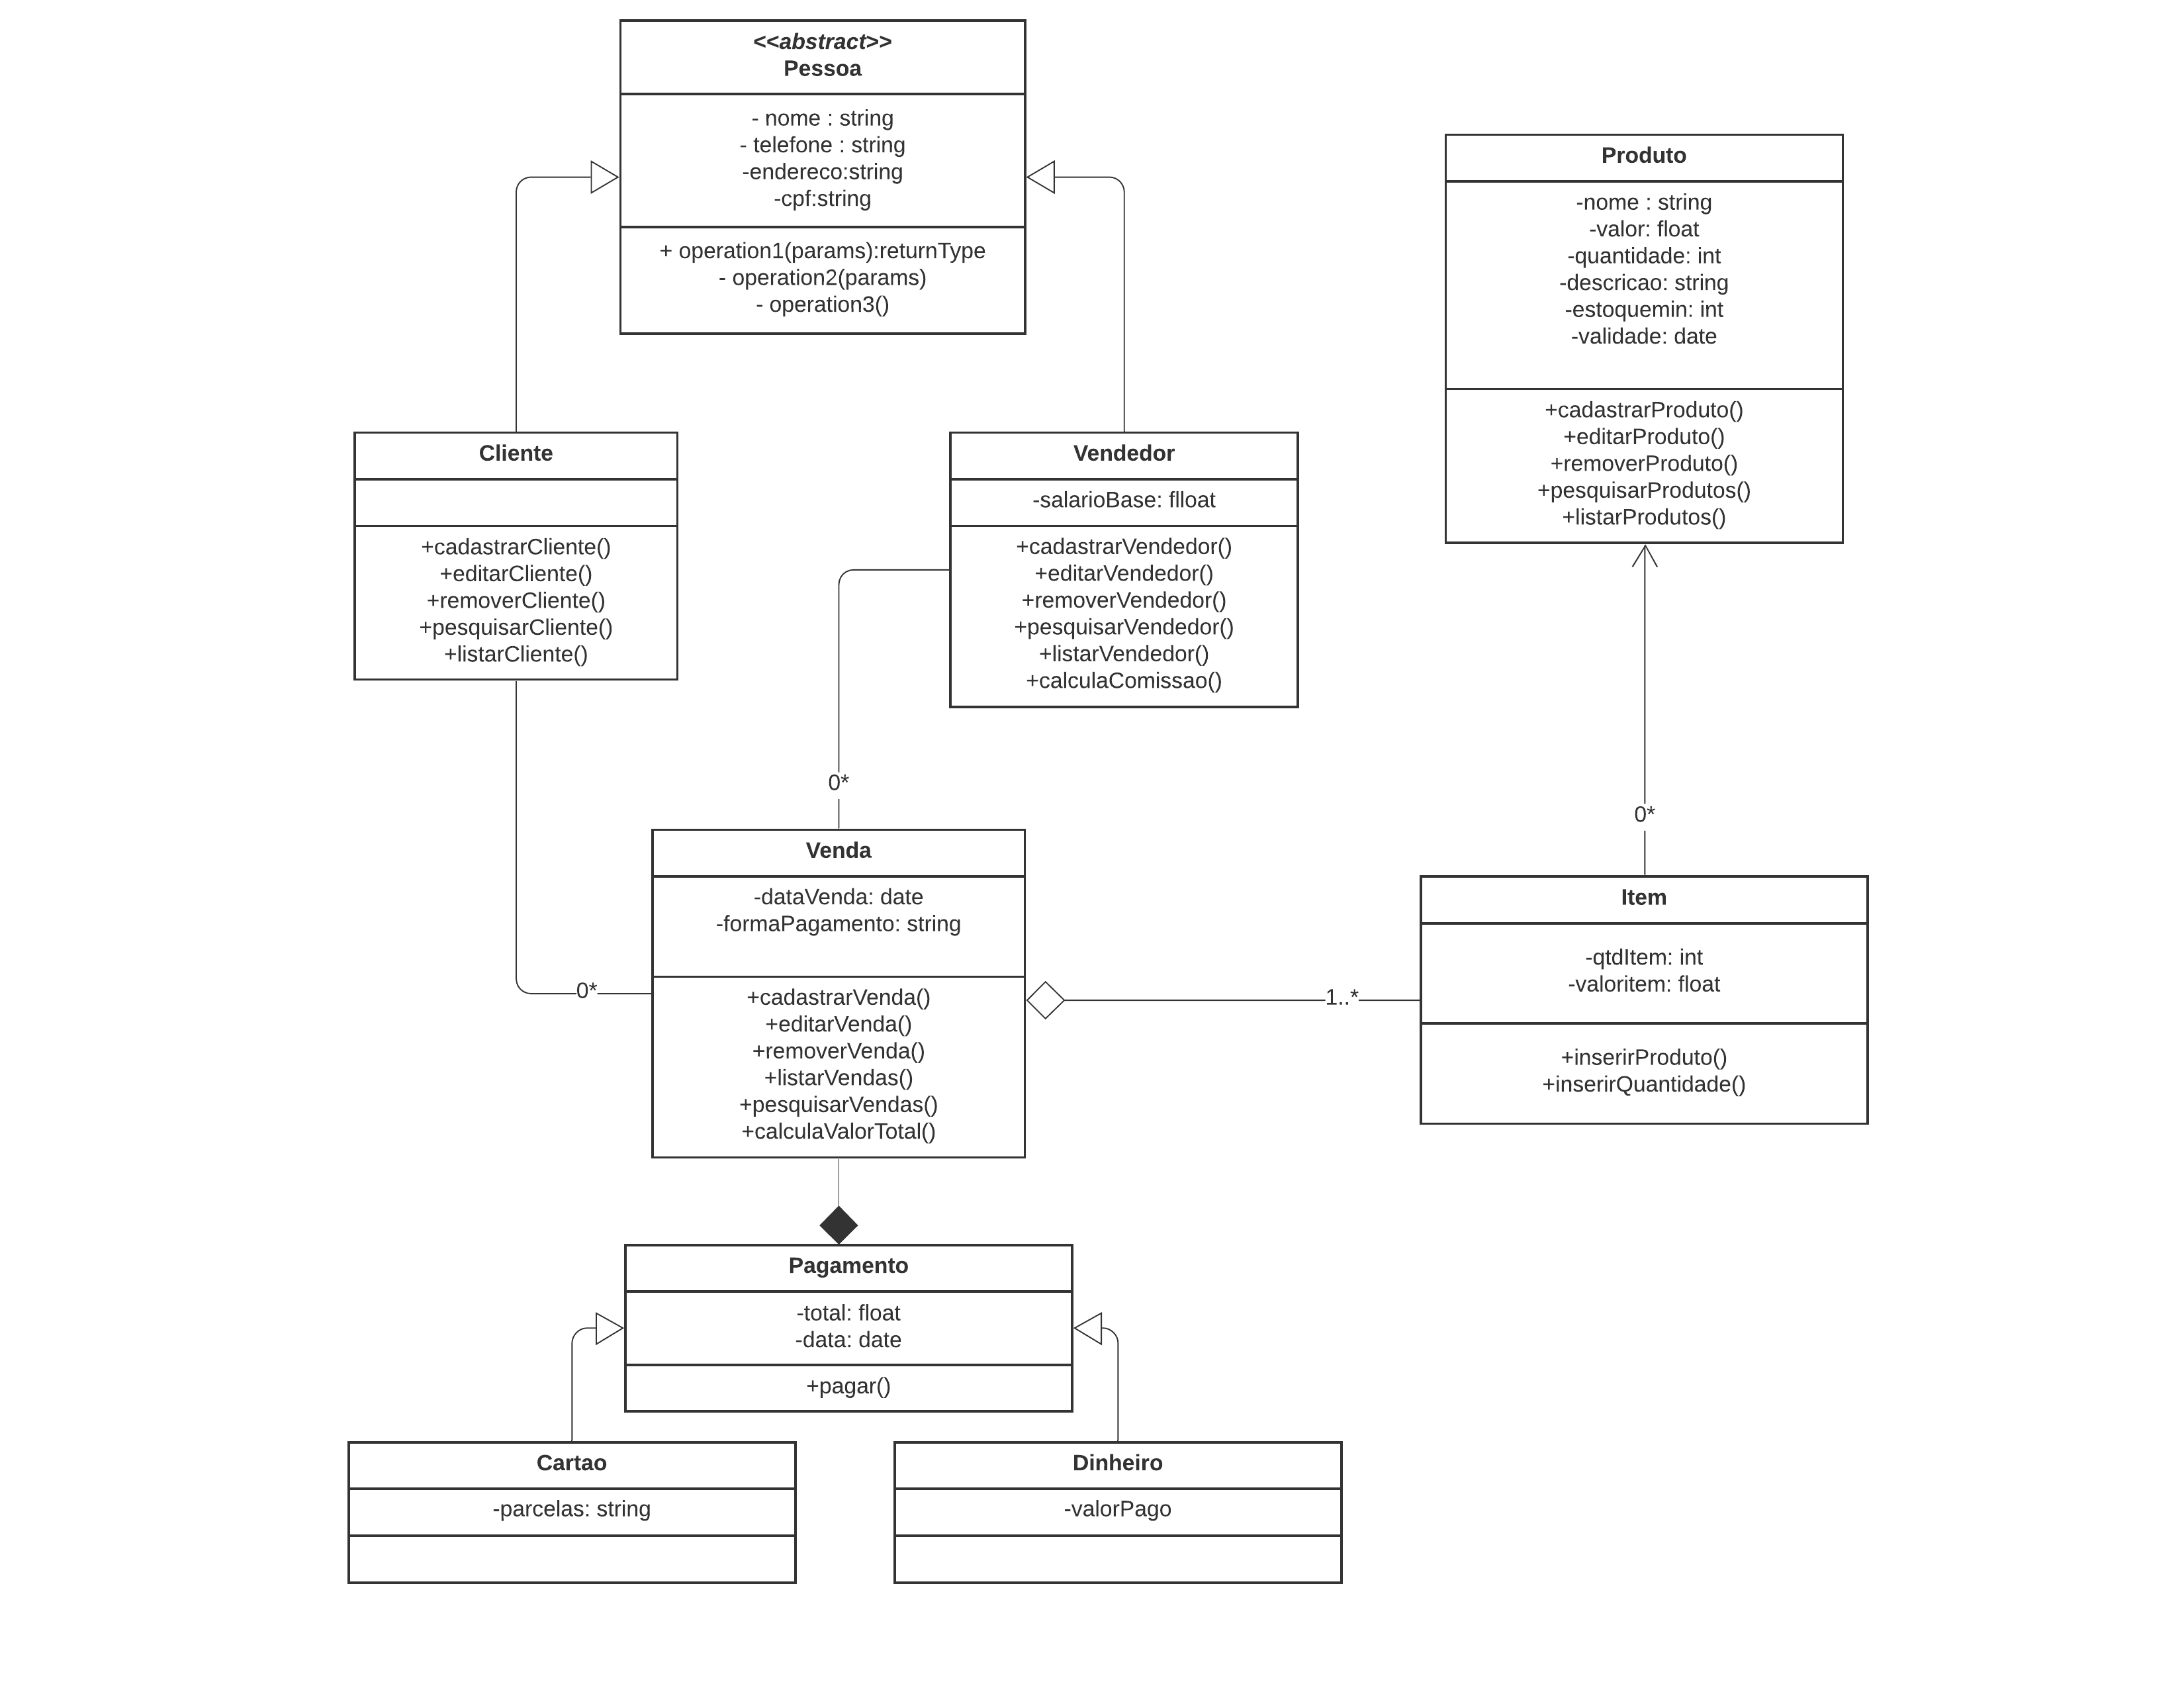 <<abstract>>
Pessoa
- nome : string
- telefone : string
-endereco:string
-cpf:string
+ operation1(params):returnType
- operation2(params)
- operation3()
Produto
-nome : string
-valor: float
-quantidade: int
-descricao: string
-estoquemin: int
-validade: date
+cadastrarProduto()
+editarProduto()
+removerProduto()
+pesquisarProdutos()
+listarProdutos()
Cliente
+cadastrarCliente()
+editarCliente()
+removerCliente()
+pesquisarCliente()
+listarCliente()
Vendedor
-salarioBase: flloat
+cadastrarVendedor()
+editarVendedor()
+removerVendedor()
+pesquisarVendedor()
+listarVendedor()
+calculaComissao()
0*
0*
Venda
-dataVenda: date
-formaPagamento: string
+cadastrarVenda()
+editarVenda()
+removerVenda()
+listarVendas()
+pesquisarVendas()
+calculaValorTotal()
0*
1..*
Item
-qtdItem: int
-valoritem: float
+inserirProduto()
+inserirQuantidade()
Pagamento
-total: float
-data: date
+pagar()
Cartao
-parcelas: string
Dinheiro
-valorPago